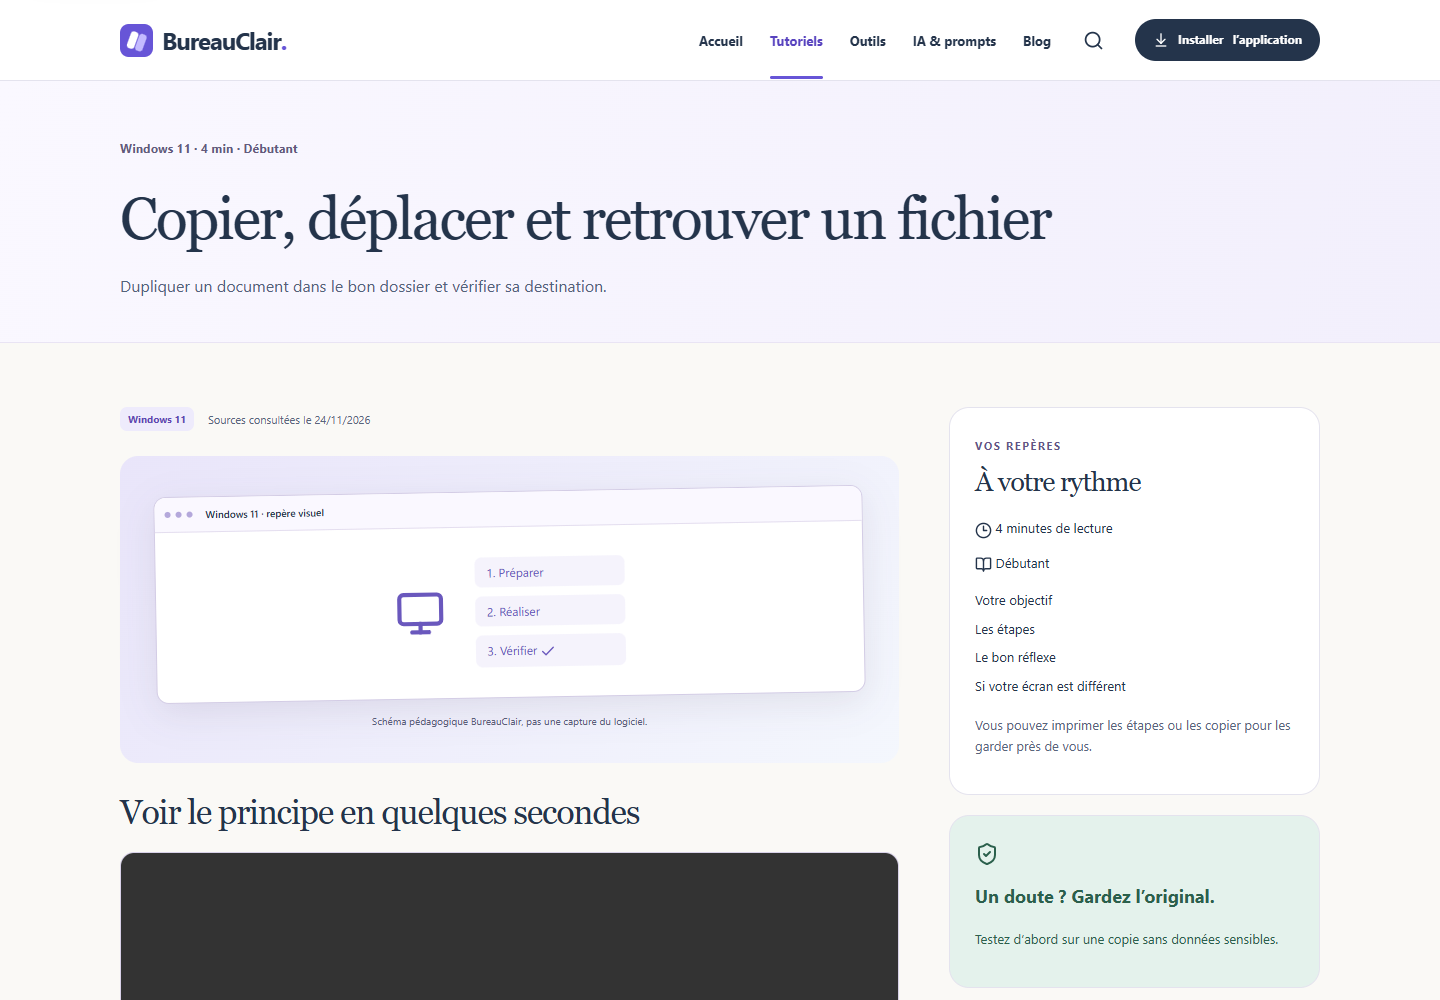 BureauClair.
Accueil
Tutoriels
Outils
IA & prompts
Blog
Installer l’application
Windows 11 · 4 min · Débutant
Copier, déplacer et retrouver un fichier
Dupliquer un document dans le bon dossier et vérifier sa destination.
Windows 11
Sources consultées le 24/11/2026
Windows 11 · repère visuel
1. Préparer
2. Réaliser
3. Vérifier
Schéma pédagogique BureauClair, pas une capture du logiciel.
Voir le principe en quelques secondes
VOS REPÈRES
À votre rythme
4 minutes de lecture
Débutant
Votre objectif
Les étapes
Le bon réflexe
Si votre écran est différent
Vous pouvez imprimer les étapes ou les copier pour les
garder près de vous.
Un doute ? Gardez l’original.
Testez d’abord sur une copie sans données sensibles.